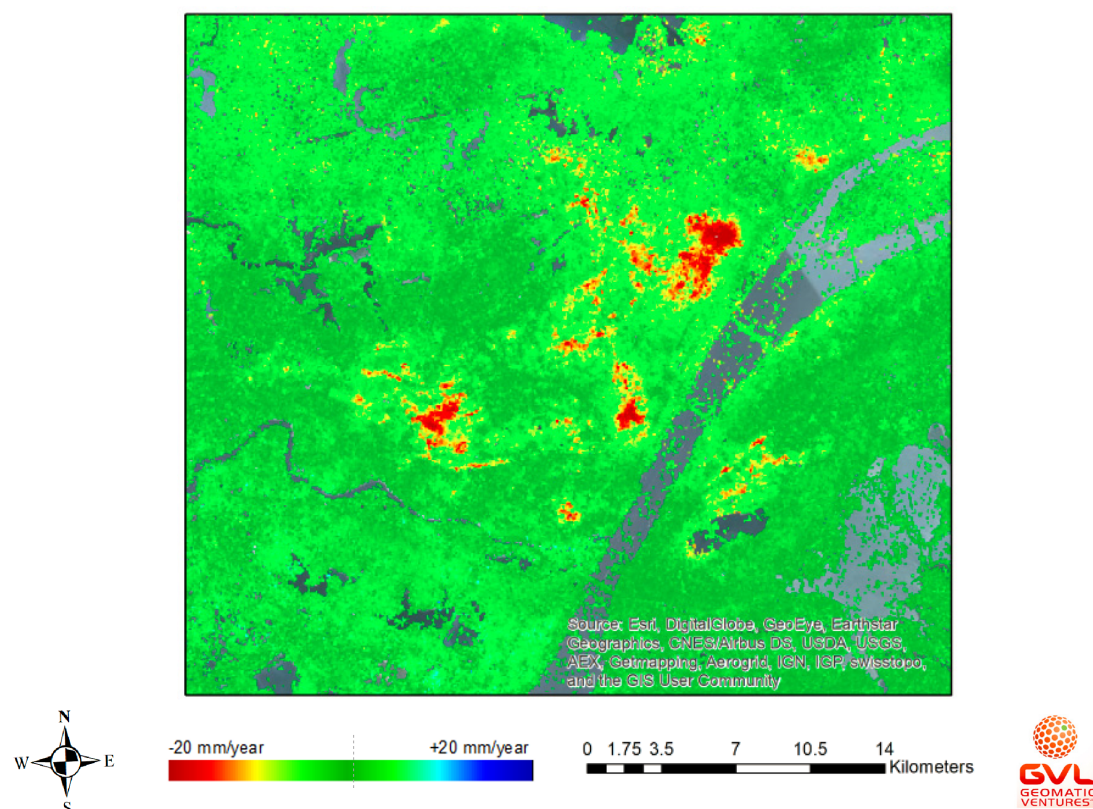 Source: Esri, DigitalGlobe, GeoEye, Earthstar
Geographics, CNES/Airbus DS, USDA, USGS,
AEX, Getmapping, Aerogrid, IGN, IGP, swisstopo,
and the GIS User Community
N
W E
S
-20 mm/year +20 mm/year
0 1.75 3.5 7 10.5 14
Kilometers
GVL
GEOMATIC
VENTURES